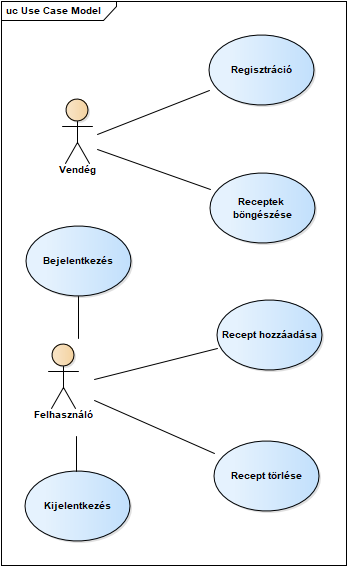 uc Use Case Model
Regisztráció
Vendég
Receptek
böngészése
Bejelentkezés
Recept hozzáadása
Felhasználó
Recept törlése
Kijelentkezés